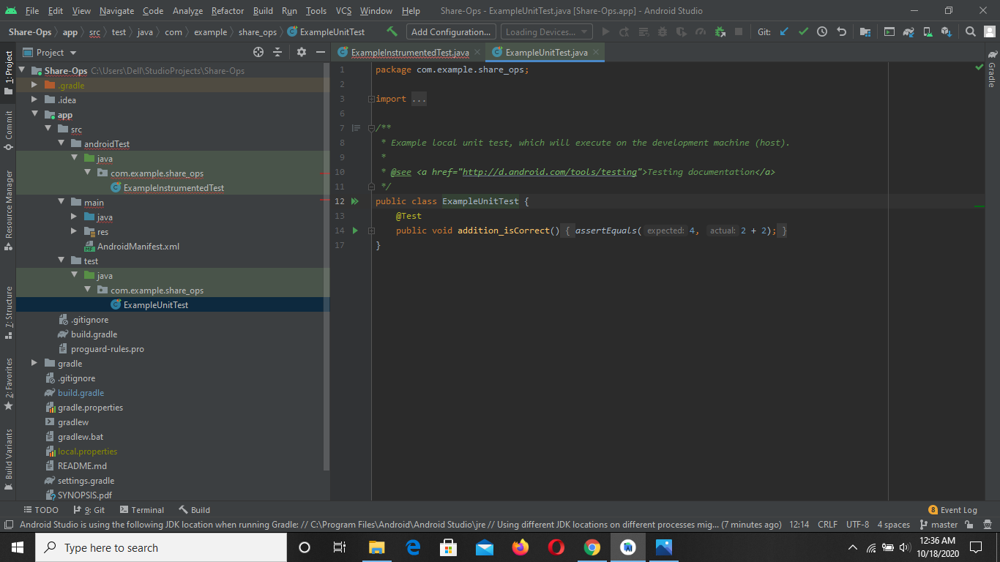 File Edit View Navigate Code Analyze Refactor Build Run Tools VCS Window Help Share-Ops - ExampleUnitTest.java [Share-Ops.app] - Android Studio
Share-Ops app src test java com example share_ops ExampleUnitTest Add Configuration... Loading Devices... Git:
1: Project
Commit
Resource Manager
7: Structure
2: Favorites
Build Variants
Project
Share-Ops C:\Users\Dell\StudioProjects\Share-Ops
.gradle
.idea
app
src
androidTest
java
com.example.share_ops
ExampleInstrumentedTest
main
java
res
AndroidManifest.xml
test
java
com.example.share_ops
ExampleUnitTest
.gitignore
build.gradle
proguard-rules.pro
gradle
.gitignore
build.gradle
gradle.properties
gradlew
gradlew.bat
local.properties
README.md
settings.gradle
SYNOPSIS.pdf
ExampleInstrumentedTest.java ExampleUnitTest.java
1 package com.example.share_ops;
2
3 import ...
6
7 /**
8 * Example local unit test, which will execute on the development machine (host).
9 *
10 * @see <a href="http://d.android.com/tools/testing">Testing documentation</a>
11 */
12 public class ExampleUnitTest {
13 @Test
14 public void addition_isCorrect() { assertEquals( expected: 4, actual: 2 + 2); }
17 }
Gradle
TODO 9: Git Terminal Build 8 Event Log
Android Studio is using the following JDK location when running Gradle: // C:\Program Files\Android\Android Studio\jre // Using different JDK locations on different processes mig... (7 minutes ago) 12:14 CRLF UTF-8 4 spaces master
Type here to search
12:36 AM
10/18/2020